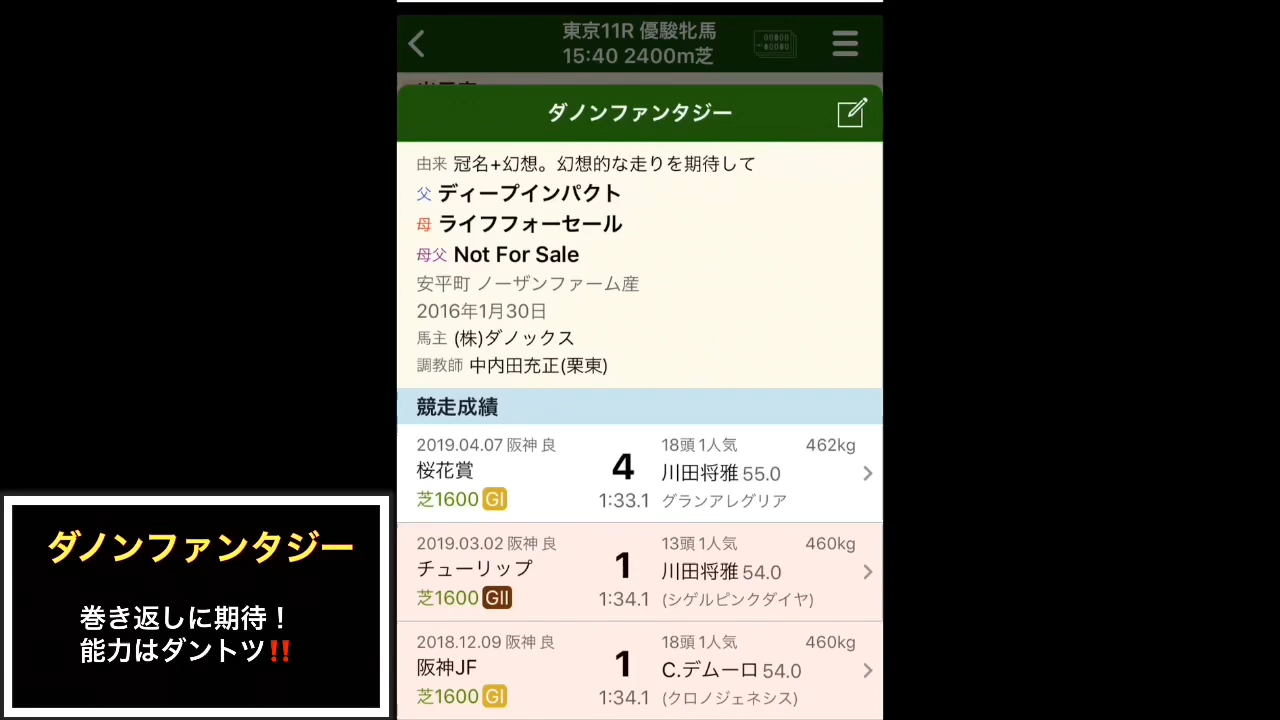 東京11R 優駿牝馬
15:40 2400m芝
ダノンファンタジー
由来 冠名+幻想。幻想的な走りを期待して
父 ディープインパクト
母 ライフフォーセール
母父 Not For Sale
安平町 ノーザンファーム産
2016年1月30日
馬主 (株)ダノックス
調教師 中内田充正(栗東)
競走成績
2019.04.07 阪神 良 4 18頭 1人気 462kg
桜花賞 川田将雅 55.0
芝1600 GI 1:33.1 グランアレグリア
2019.03.02 阪神 良 1 13頭 1人気 460kg
チューリップ 川田将雅 54.0
芝1600 GII 1:34.1 (シゲルピンクダイヤ)
2018.12.09 阪神 良 1 18頭 1人気 460kg
阪神JF C.デムーロ 54.0
芝1600 GI 1:34.1 (クロノジェネシス)
ダノンファンタジー
巻き返しに期待！
能力はダントツ‼️